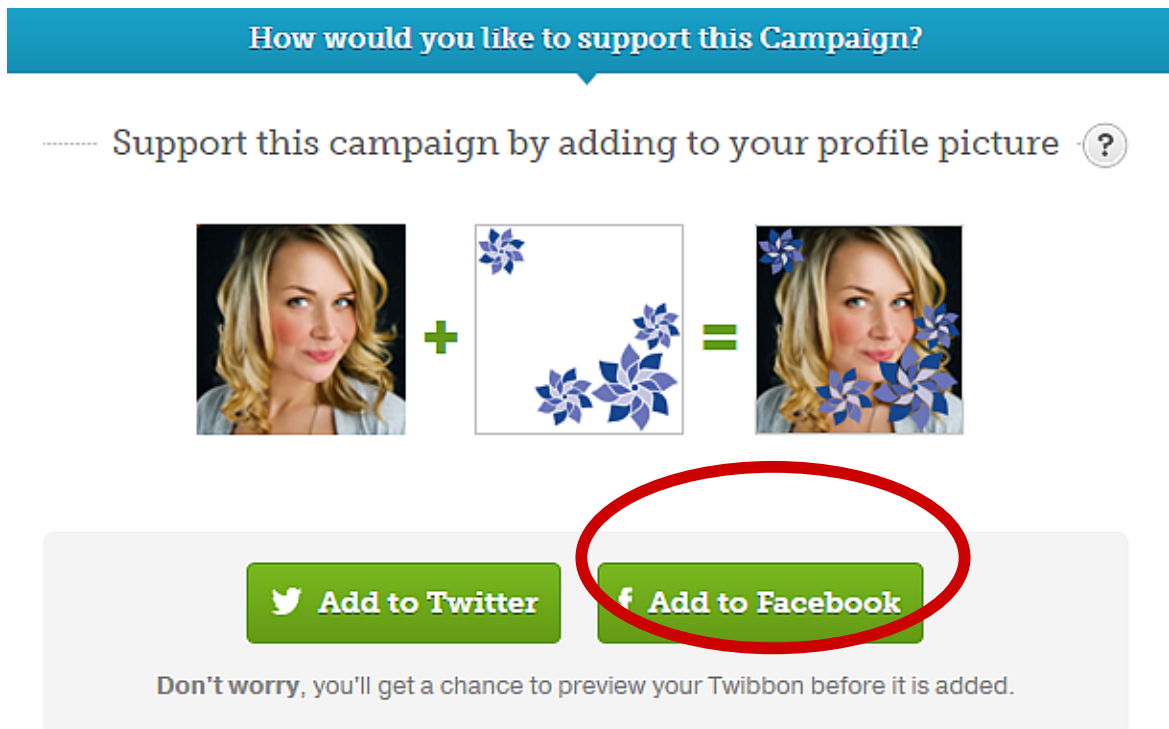 How would you like to support this Campaign?
Support this campaign by adding to your profile picture ?
+ =
Add to Twitter f Add to Facebook
Don't worry, you'll get a chance to preview your Twibbon before it is added.